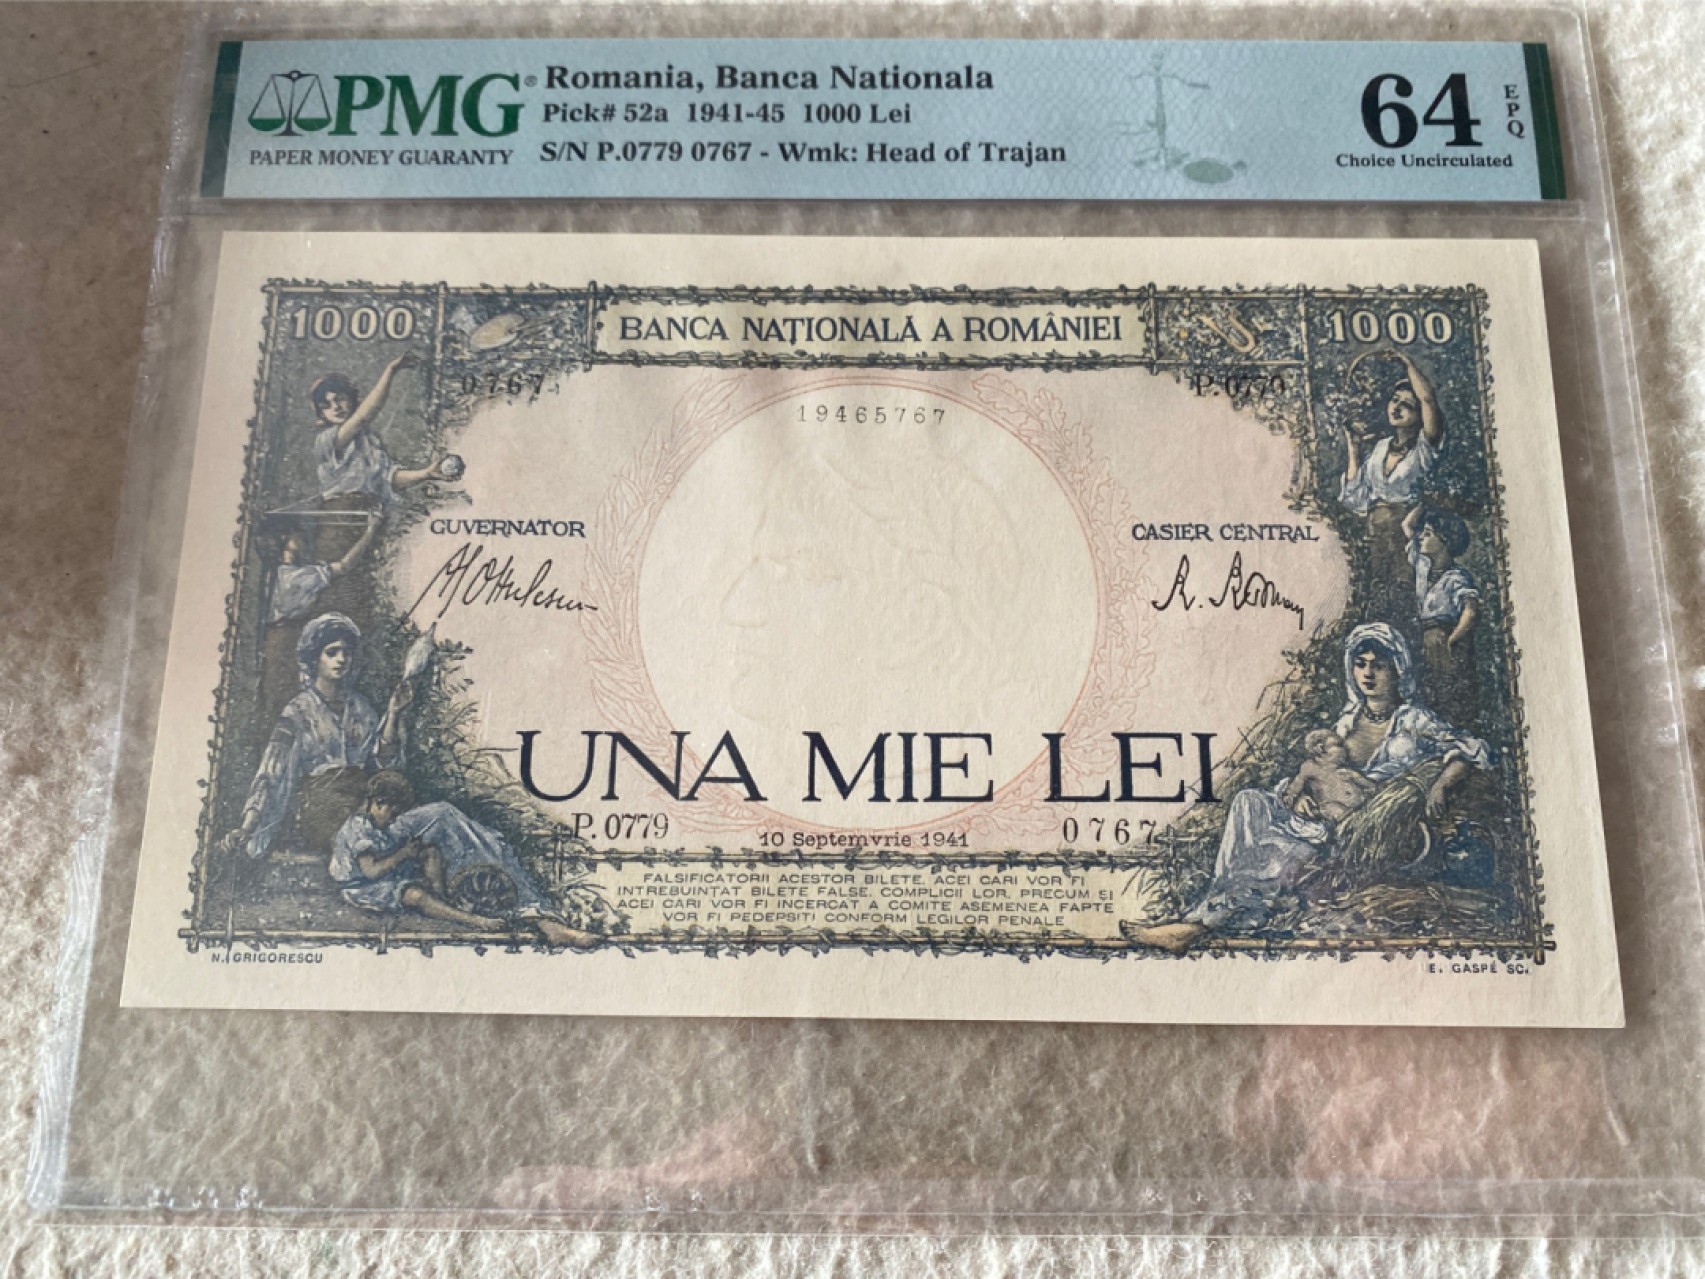 PMG®
PAPER MONEY GUARANTY
Romania, Banca Nationala
Pick# 52a 1941-45 1000 Lei
S/N P.0779 0767 - Wmk: Head of Trajan
64
EPQ
Choice Uncirculated
1000
BANCA NAȚIONALĂ A ROMÂNIEI
1000
0767
P.0779
19465767
GUVERNATOR
CASIER CENTRAL
UNA MIE LEI
P.0779
10 Septemvrie 1941
0767
FALSIFICATORII ACESTOR BILETE, ACEI CARI VOR FI
INTREBUINȚAT BILETE FALSE, COMPLICII LOR, PRECUM ȘI
ACEI CARI VOR FI INCERCAT A COMITE ASEMENEA FAPTE
VOR FI PEDEPSIȚI CONFORM LEGILOR PENALE
N. GRIGORESCU
E. GASPÉ SC.